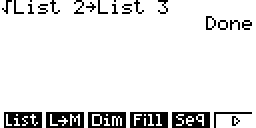 √List 2→List 3
Done
List L→M Dim Fill Seq ▷